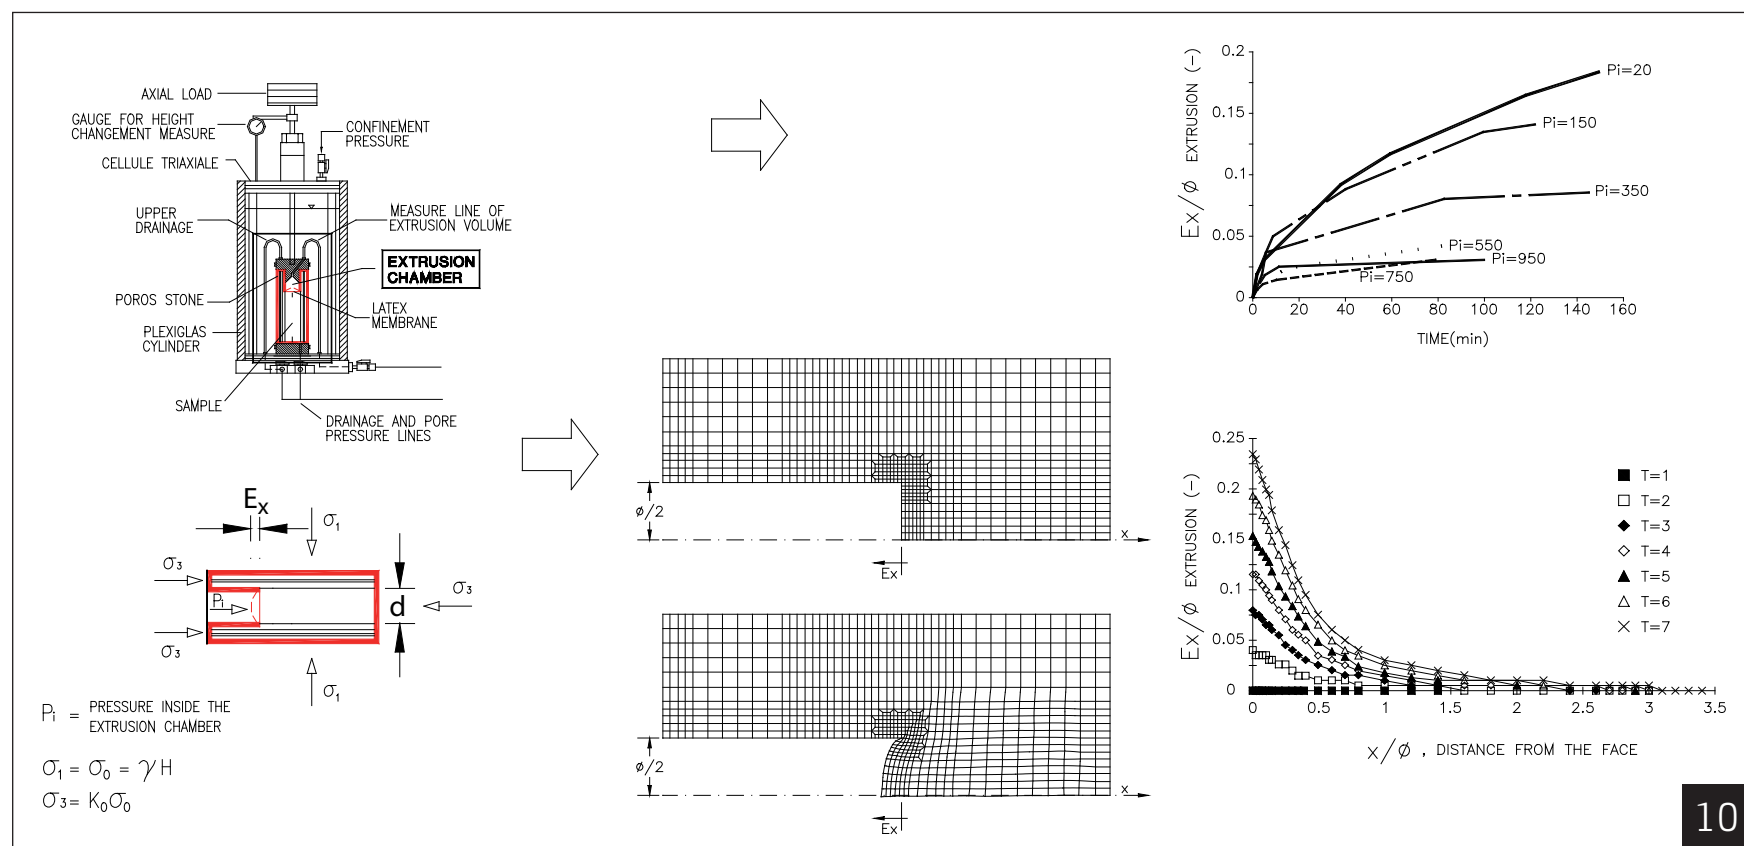 AXIAL LOAD
GAUGE FOR HEIGHT
CHANGEMENT MEASURE
CONFINEMENT
PRESSURE
CELLULE TRIAXIALE
UPPER
DRAINAGE
MEASURE LINE OF
EXTRUSION VOLUME
EXTRUSION
CHAMBER
POROS STONE
LATEX
MEMBRANE
PLEXIGLAS
CYLINDER
SAMPLE
DRAINAGE AND PORE
PRESSURE LINES
Ex
σ1
σ3
σ3
Pi
d
σ3
σ1
Pi = PRESSURE INSIDE THE
EXTRUSION CHAMBER
σ1 = σ0 = γH
σ3 = K0σ0
ø/2
x
Ex
ø/2
x
Ex
Ex/ø EXTRUSION (-)
0.2
0.15
0.1
0.05
0
Pi=20
Pi=150
Pi=350
Pi=550
Pi=950
Pi=750
0 20 40 60 80 100 120 140 160
TIME(min)
Ex/ø EXTRUSION (-)
0.25
0.2
0.15
0.1
0.05
0
T=1
T=2
T=3
T=4
T=5
T=6
T=7
0 0.5 1 1.5 2 2.5 3 3.5
x/ø , DISTANCE FROM THE FACE
10